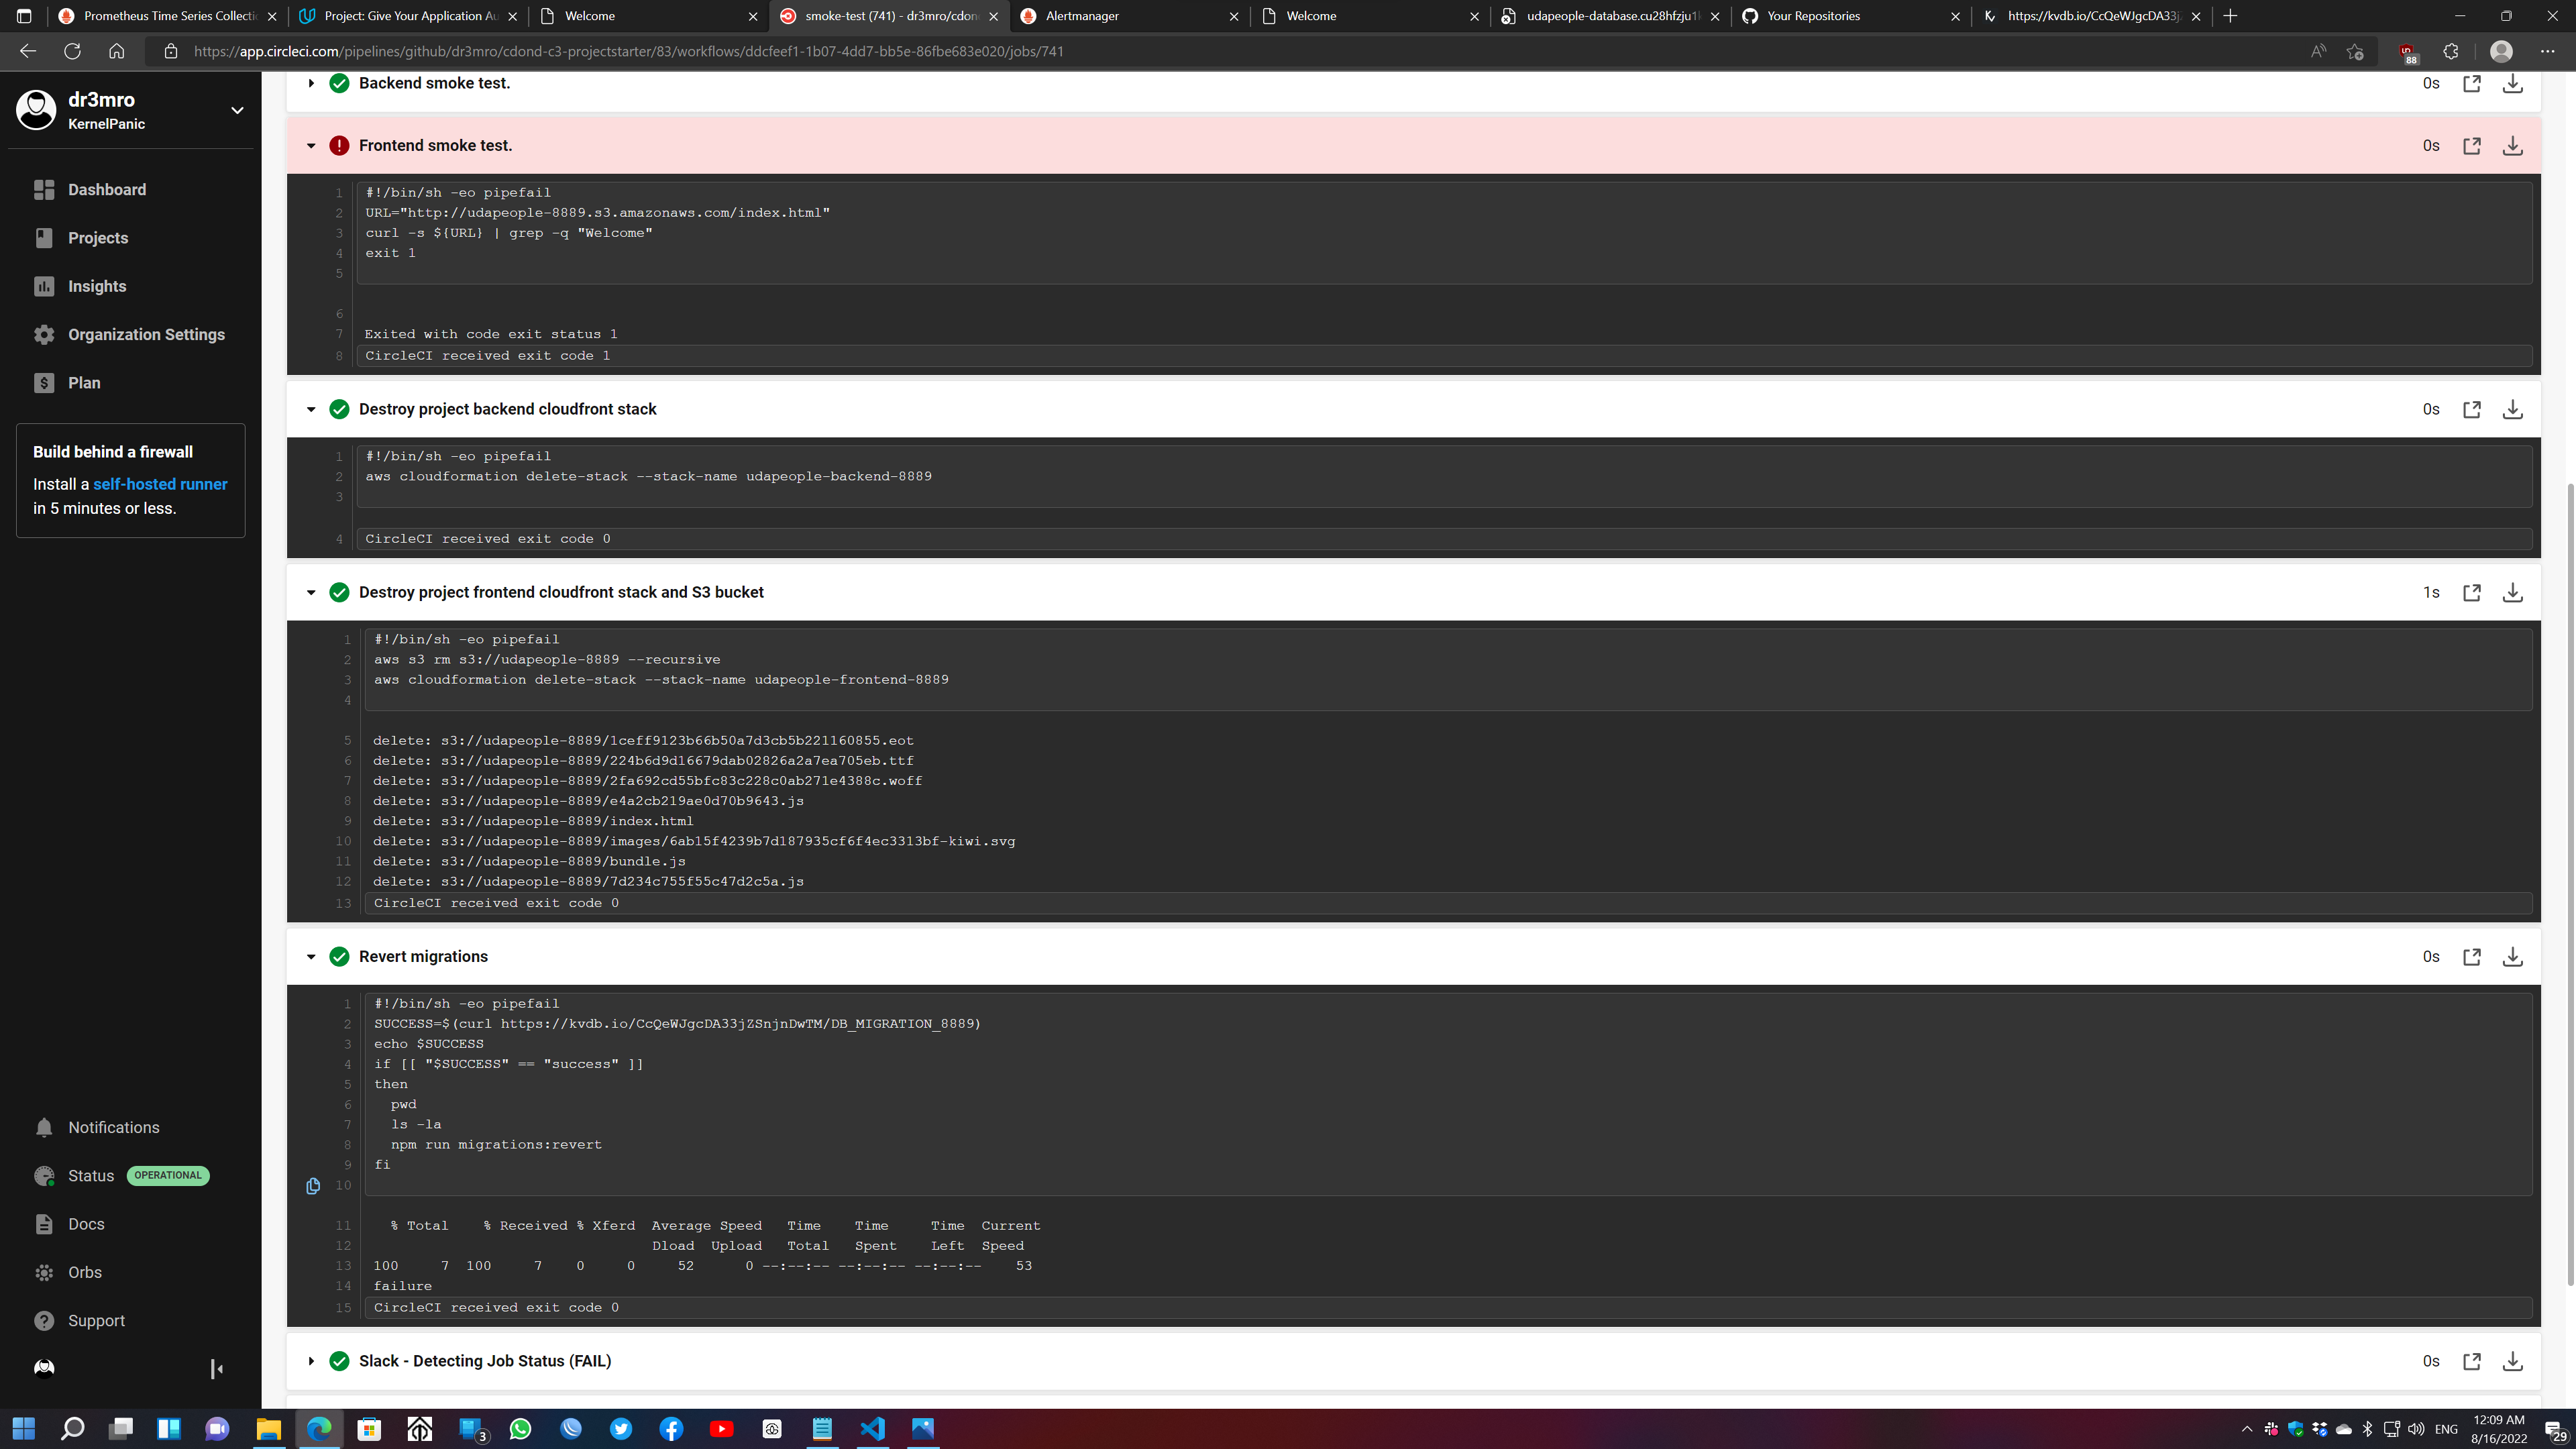 Prometheus Time Series Collectic
Project: Give Your Application Au
Welcome
smoke-test (741) - dr3mro/cdond
Alertmanager
Welcome
udapeople-database.cu28hfzju1
Your Repositories
https://kvdb.io/CcQeWJgcDA33j
https://app.circleci.com/pipelines/github/dr3mro/cdond-c3-projectstarter/83/workflows/ddcfeef1-1b07-4dd7-bb5e-86fbe683e020/jobs/741
88
dr3mro
KernelPanic
Dashboard
Projects
Insights
Organization Settings
Plan
Build behind a firewall
Install a self-hosted runner
in 5 minutes or less.
Notifications
Status OPERATIONAL
Docs
Orbs
Support
Backend smoke test. 0s
Frontend smoke test. 0s
1 #!/bin/sh -eo pipefail
2 URL="http://udapeople-8889.s3.amazonaws.com/index.html"
3 curl -s ${URL} | grep -q "Welcome"
4 exit 1
5
6
7 Exited with code exit status 1
8 CircleCI received exit code 1
Destroy project backend cloudfront stack 0s
1 #!/bin/sh -eo pipefail
2 aws cloudformation delete-stack --stack-name udapeople-backend-8889
3
4 CircleCI received exit code 0
Destroy project frontend cloudfront stack and S3 bucket 1s
1 #!/bin/sh -eo pipefail
2 aws s3 rm s3://udapeople-8889 --recursive
3 aws cloudformation delete-stack --stack-name udapeople-frontend-8889
4
5 delete: s3://udapeople-8889/1ceff9123b66b50a7d3cb5b221160855.eot
6 delete: s3://udapeople-8889/224b6d9d16679dab02826a2a7ea705eb.ttf
7 delete: s3://udapeople-8889/2fa692cd55bfc83c228c0ab271e4388c.woff
8 delete: s3://udapeople-8889/e4a2cb219ae0d70b9643.js
9 delete: s3://udapeople-8889/index.html
10 delete: s3://udapeople-8889/images/6ab15f4239b7d187935cf6f4ec3313bf-kiwi.svg
11 delete: s3://udapeople-8889/bundle.js
12 delete: s3://udapeople-8889/7d234c755f55c47d2c5a.js
13 CircleCI received exit code 0
Revert migrations 0s
1 #!/bin/sh -eo pipefail
2 SUCCESS=$(curl https://kvdb.io/CcQeWJgcDA33jZSnjnDwTM/DB_MIGRATION_8889)
3 echo $SUCCESS
4 if [[ "$SUCCESS" == "success" ]]
5 then
6 pwd
7 ls -la
8 npm run migrations:revert
9 fi
10
11 % Total % Received % Xferd Average Speed Time Time Time Current
12 Dload Upload Total Spent Left Speed
13 100 7 100 7 0 0 52 0 --:--:-- --:--:-- --:--:-- 53
14 failure
15 CircleCI received exit code 0
Slack - Detecting Job Status (FAIL) 0s
3
ENG
12:09 AM
8/16/2022
29